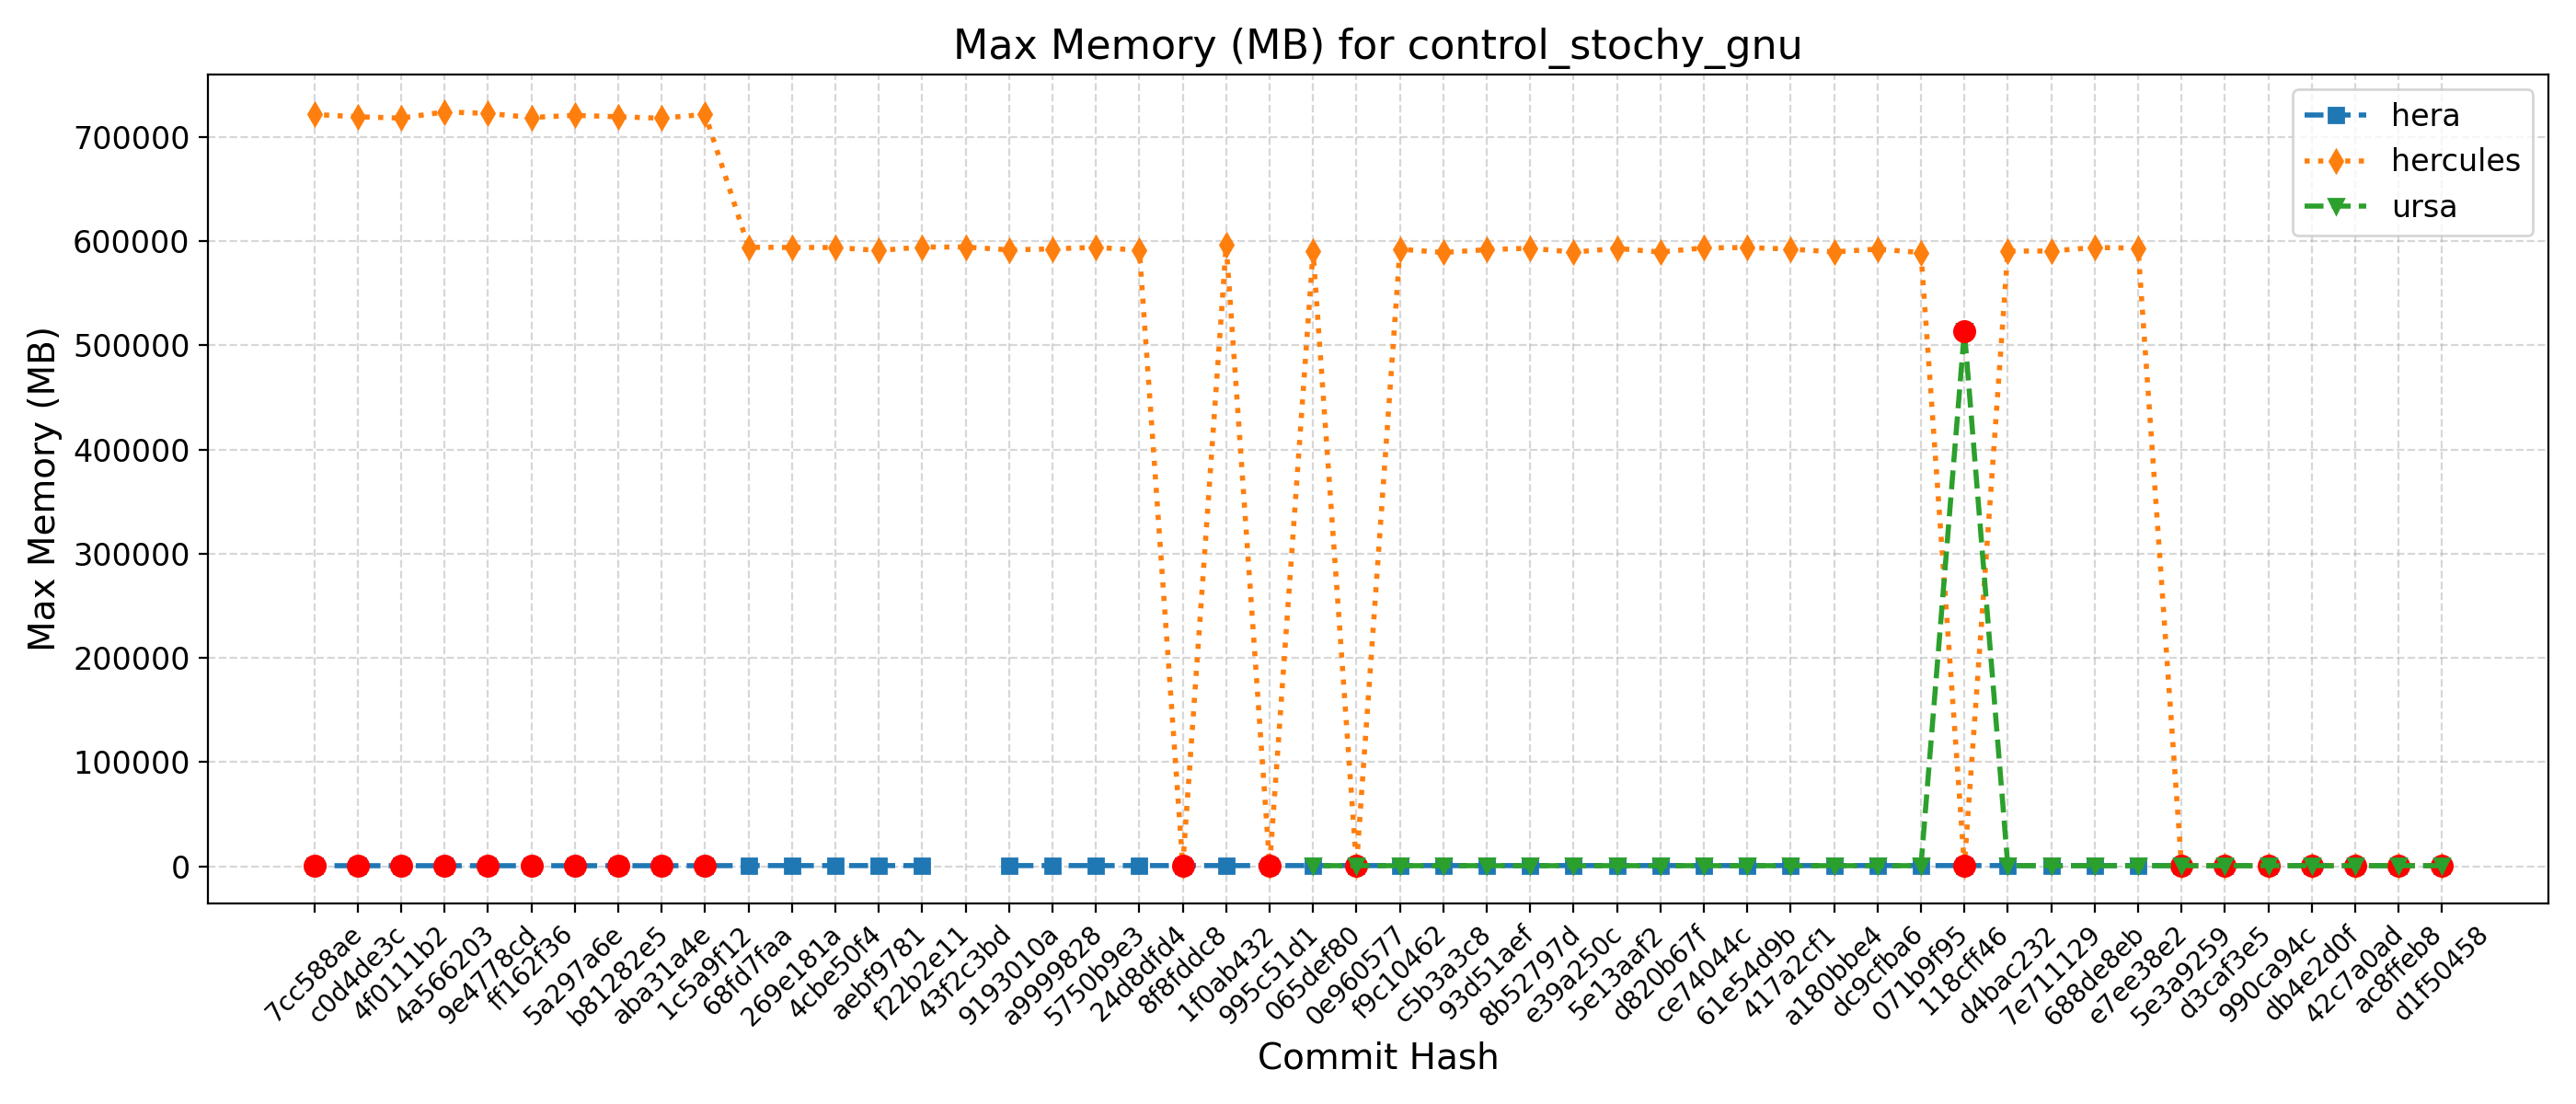 Max Memory (MB) for control_stochy_gnu
hera
hercules
ursa
Max Memory (MB)
700000
600000
500000
400000
300000
200000
100000
0
7cc588ae
c0d4de3c
4f0111b2
4a566203
9e4778cd
ff162f36
5a297a6e
b81282e5
aba31a4e
1c5a9f12
68fd7faa
269e181a
4cbe50f4
aebf9781
f22b2e11
43f2c3bd
9193010a
a9999828
5750b9e3
24d8dfd4
8f8fddc8
1f0ab432
995c51d1
065def80
0e960577
f9c10462
c5b3a3c8
93d51aef
8b52797d
e39a250c
5e13aaf2
d820b67f
ce74044c
61e54d9b
417a2cf1
a180bbe4
dc9cfba6
071b9f95
118cff46
d4bac232
7e711129
688de8eb
e7ee38e2
5e3a9259
d3caf3e5
990ca94c
db4e2d0f
42c7a0ad
ac8ffeb8
d1f50458
Commit Hash